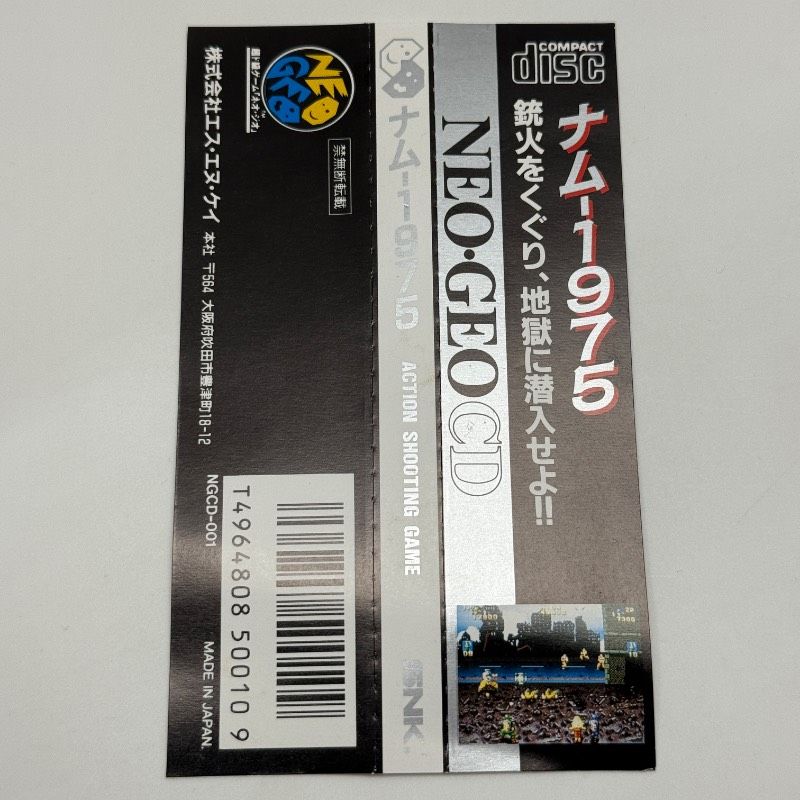 COMPACT
disc
ナム-1975
銃火をくぐり、地獄に潜入せよ!!
NEO・GEO CD
ナム-1975
ACTION SHOOTING GAME
SNK
NEO
GEO
禁無断転載
株式会社エス・エヌ・ケイ
本社 〒564 大阪府吹田市豊津町18-12
NGCD-001
MADE IN JAPAN.
T4964808 50010 9